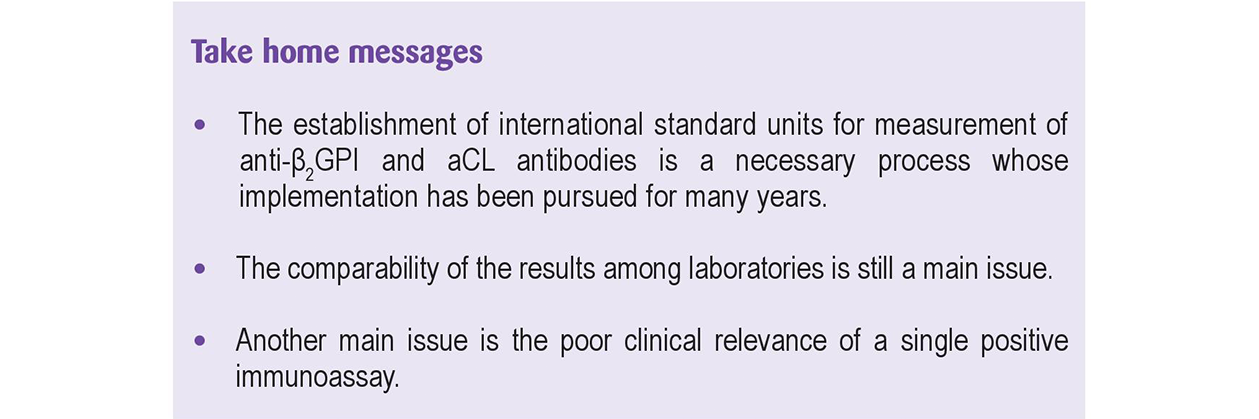 Take home messages
• The establishment of international standard units for measurement of
anti-β₂GPI and aCL antibodies is a necessary process whose
implementation has been pursued for many years.
• The comparability of the results among laboratories is still a main issue.
• Another main issue is the poor clinical relevance of a single positive
immunoassay.